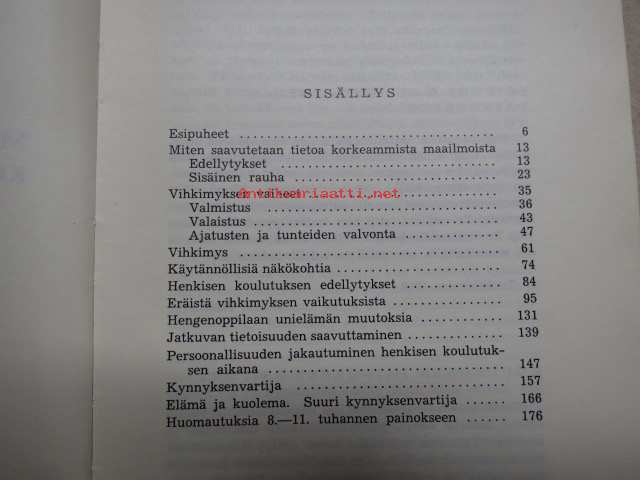 SISÄLLYS
Esipuheet ..................................... 6
Miten saavutetaan tietoa korkeammista maailmoista 13
Edellytykset ................................ 13
Sisäinen rauha .............................. 23
Vihkimyksen vaiheet ........................... 35
Antikvariaatti.net
Valmistus .................................. 36
Valaistus ................................... 43
Ajatusten ja tunteiden valvonta ............. 47
Vihkimys ..................................... 61
Käytännöllisiä näkökohtia ........................ 74
Henkisen koulutuksen edellytykset ............... 84
Eräistä vihkimyksen vaikutuksista ................ 95
Hengenoppilaan unielämän muutoksia ............. 131
Jatkuvan tietoisuuden saavuttaminen .............. 139
Persoonallisuuden jakautuminen henkisen koulutuk-
sen aikana .................................. 147
Kynnyksenvartija ................................ 157
Elämä ja kuolema. Suuri kynnyksenvartija ......... 166
Huomautuksia 8.—11. tuhannen painokseen ...... 176